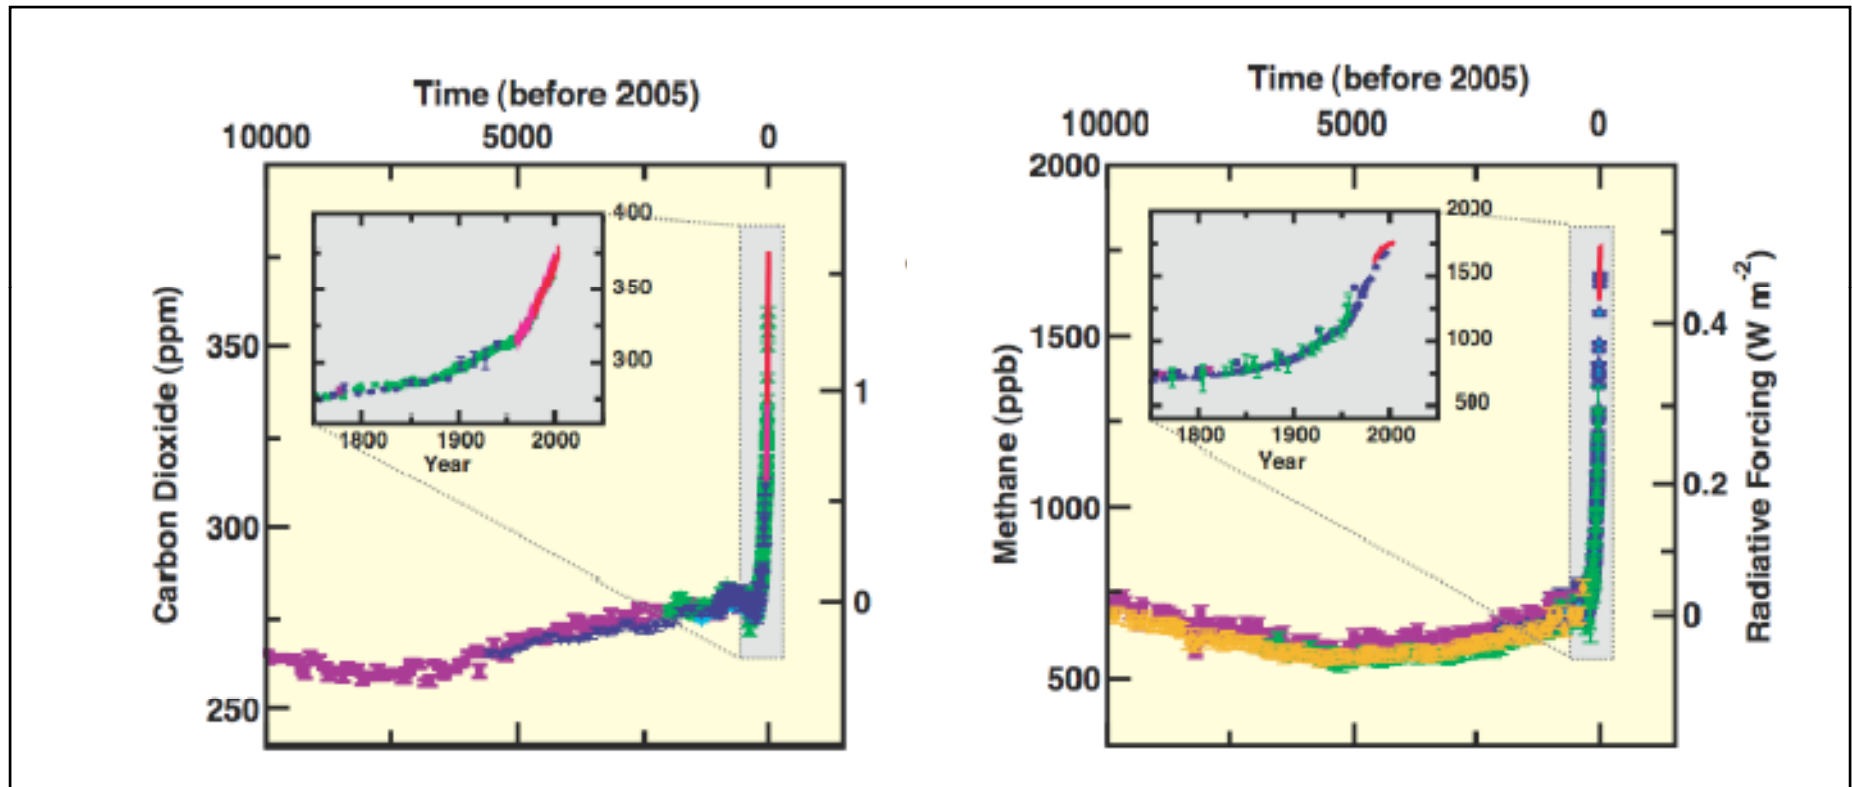 Time (before 2005)
10000 5000 0
Carbon Dioxide (ppm)
350
300
250
400
350
300
1800 1900 2000
Year
1
0
Time (before 2005)
10000 5000 0
Methane (ppb)
2000
1500
1000
500
2000
1500
1000
500
1800 1900 2000
Year
0.4
0.2
0
Radiative Forcing (W m-2)